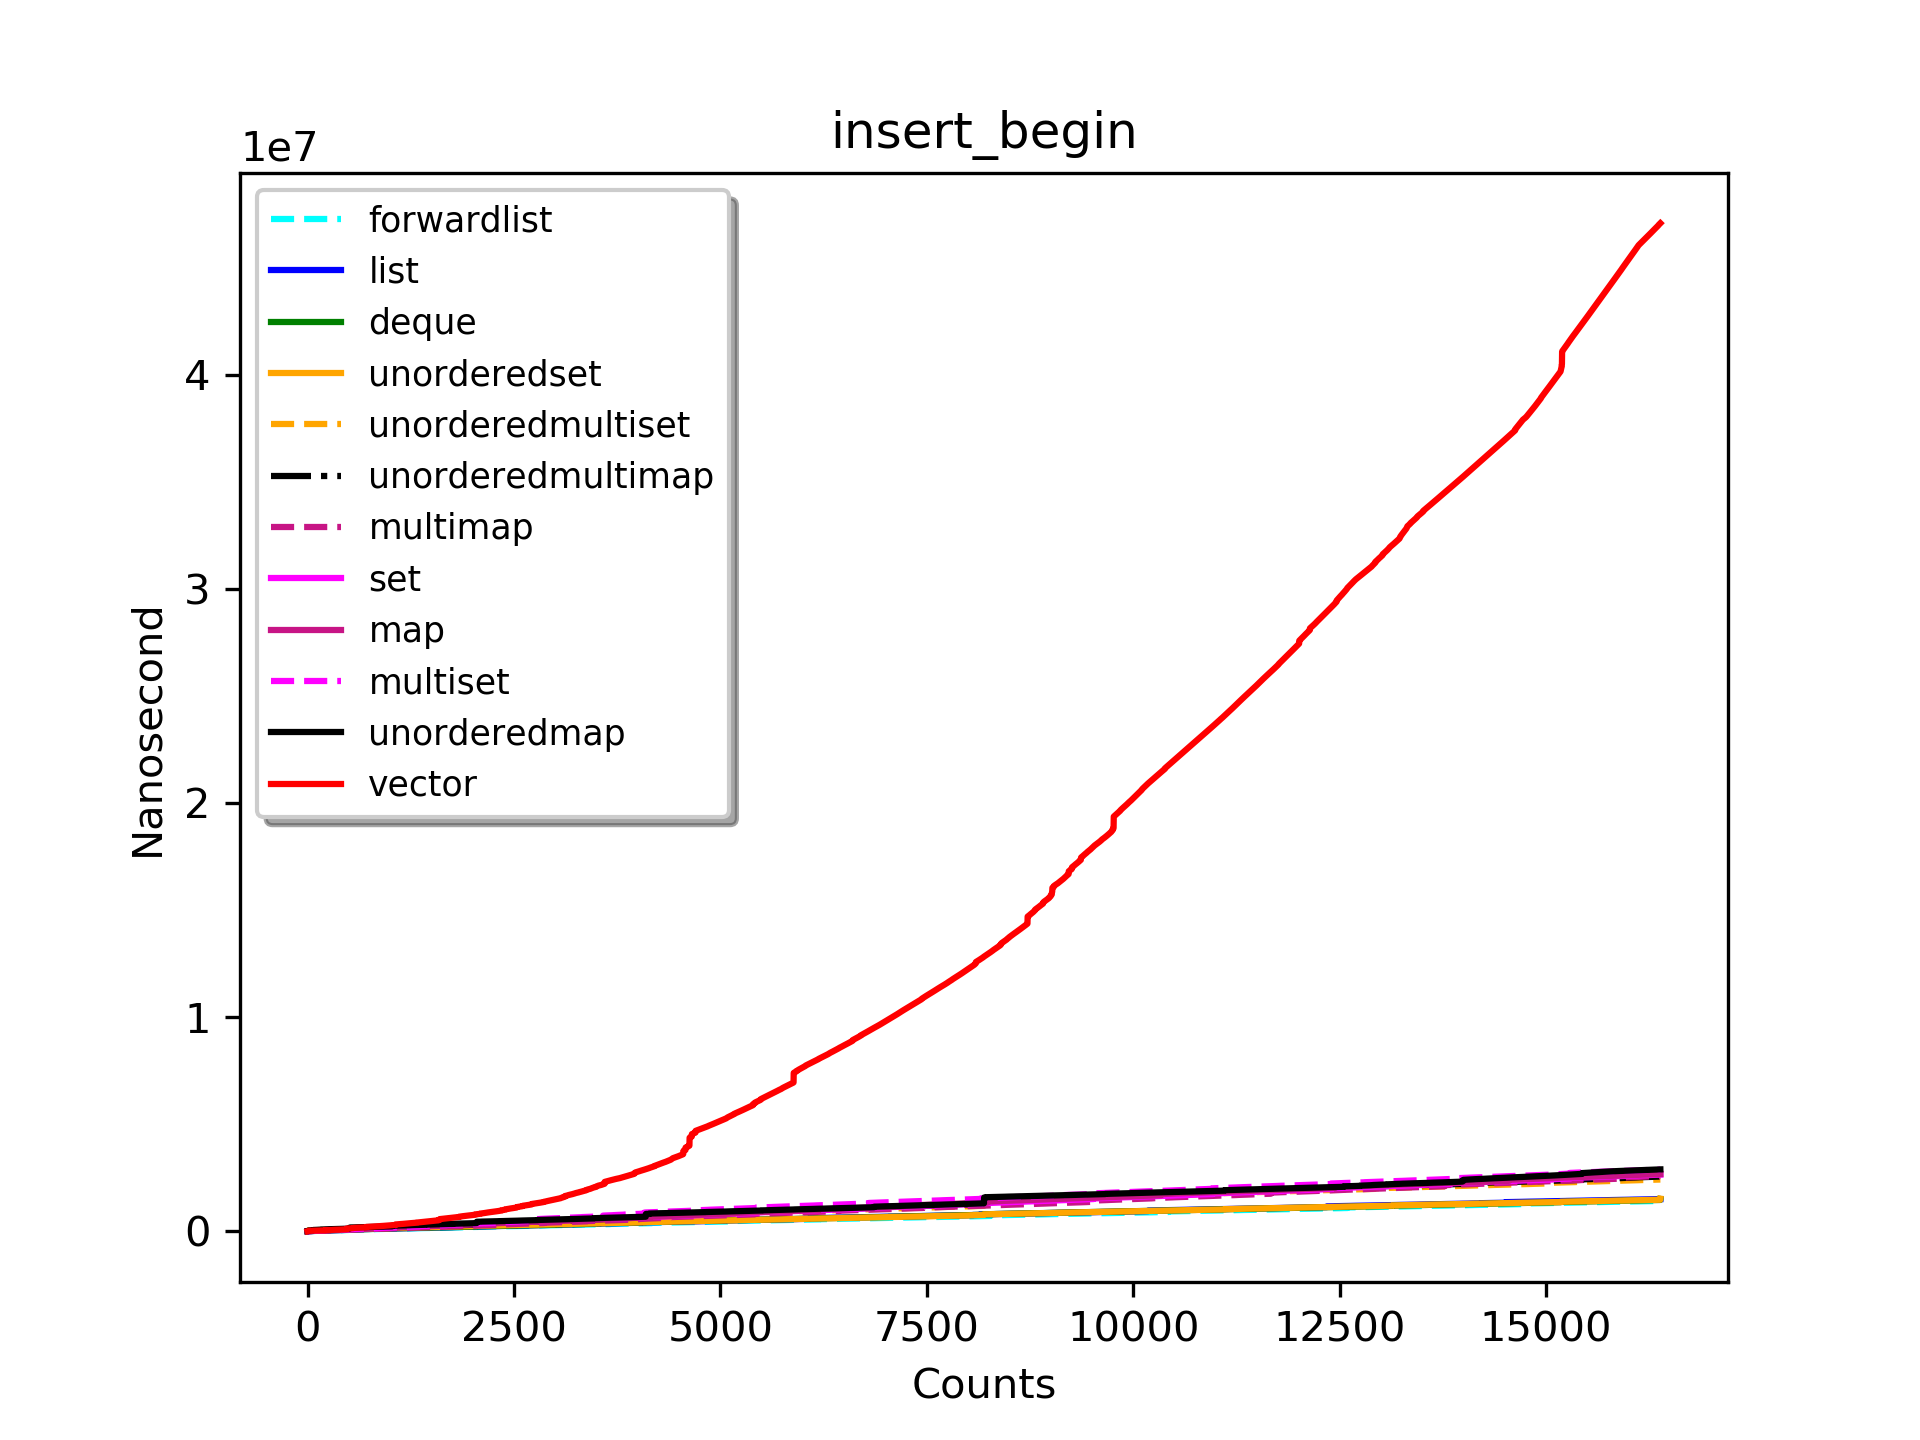 insert_begin
1e7
forwardlist
list
deque
unorderedset
unorderedmultiset
unorderedmultimap
multimap
set
map
multiset
unorderedmap
vector
4
3
2
1
0
Nanosecond
0 2500 5000 7500 10000 12500 15000
Counts